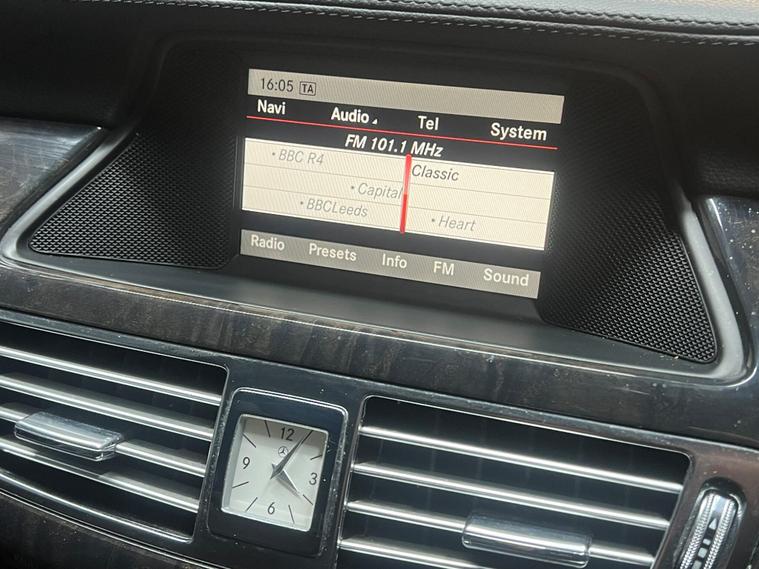 16:05 TA
Navi Audio Tel System
FM 101.1 MHz
• BBC R4 Classic
• Capital
• BBCLeeds • Heart
Radio Presets Info FM Sound
12
9 3
6